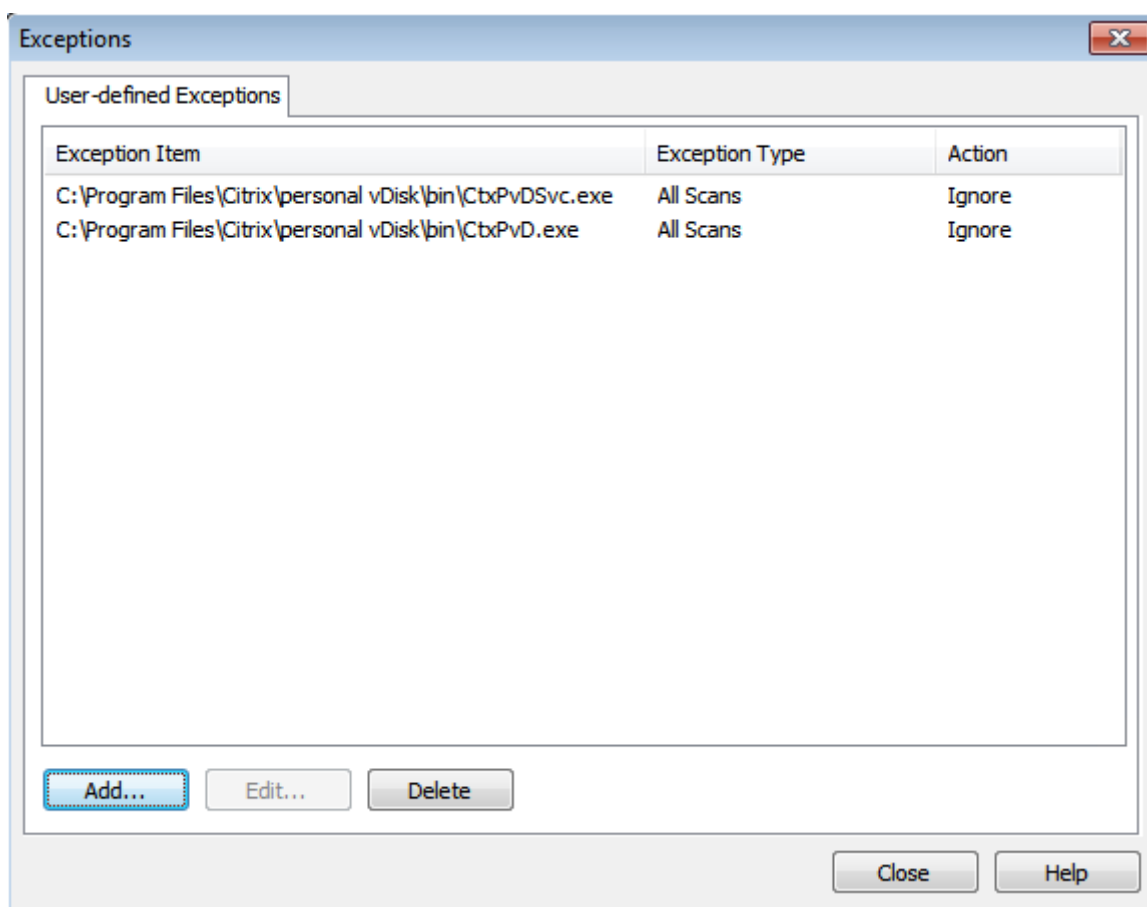 Exceptions
User-defined Exceptions
Exception Item Exception Type Action
C:\Program Files\Citrix\personal vDisk\bin\CtxPvDSvc.exe All Scans Ignore
C:\Program Files\Citrix\personal vDisk\bin\CtxPvD.exe All Scans Ignore
Add... Edit... Delete
Close Help